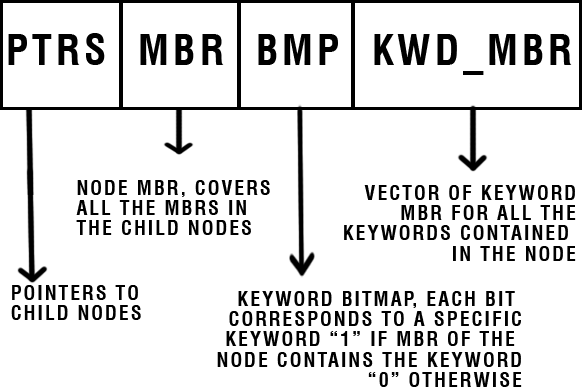 PTRS MBR BMP KWD_MBR
NODE MBR, COVERS
ALL THE MBRS IN
THE CHILD NODES
VECTOR OF KEYWORD
MBR FOR ALL THE
KEYWORDS CONTAINED
IN THE NODE
POINTERS TO
CHILD NODES
KEYWORD BITMAP, EACH BIT
CORRESPONDS TO A SPECIFIC
KEYWORD “1” IF MBR OF THE
NODE CONTAINS THE KEYWORD
“0” OTHERWISE